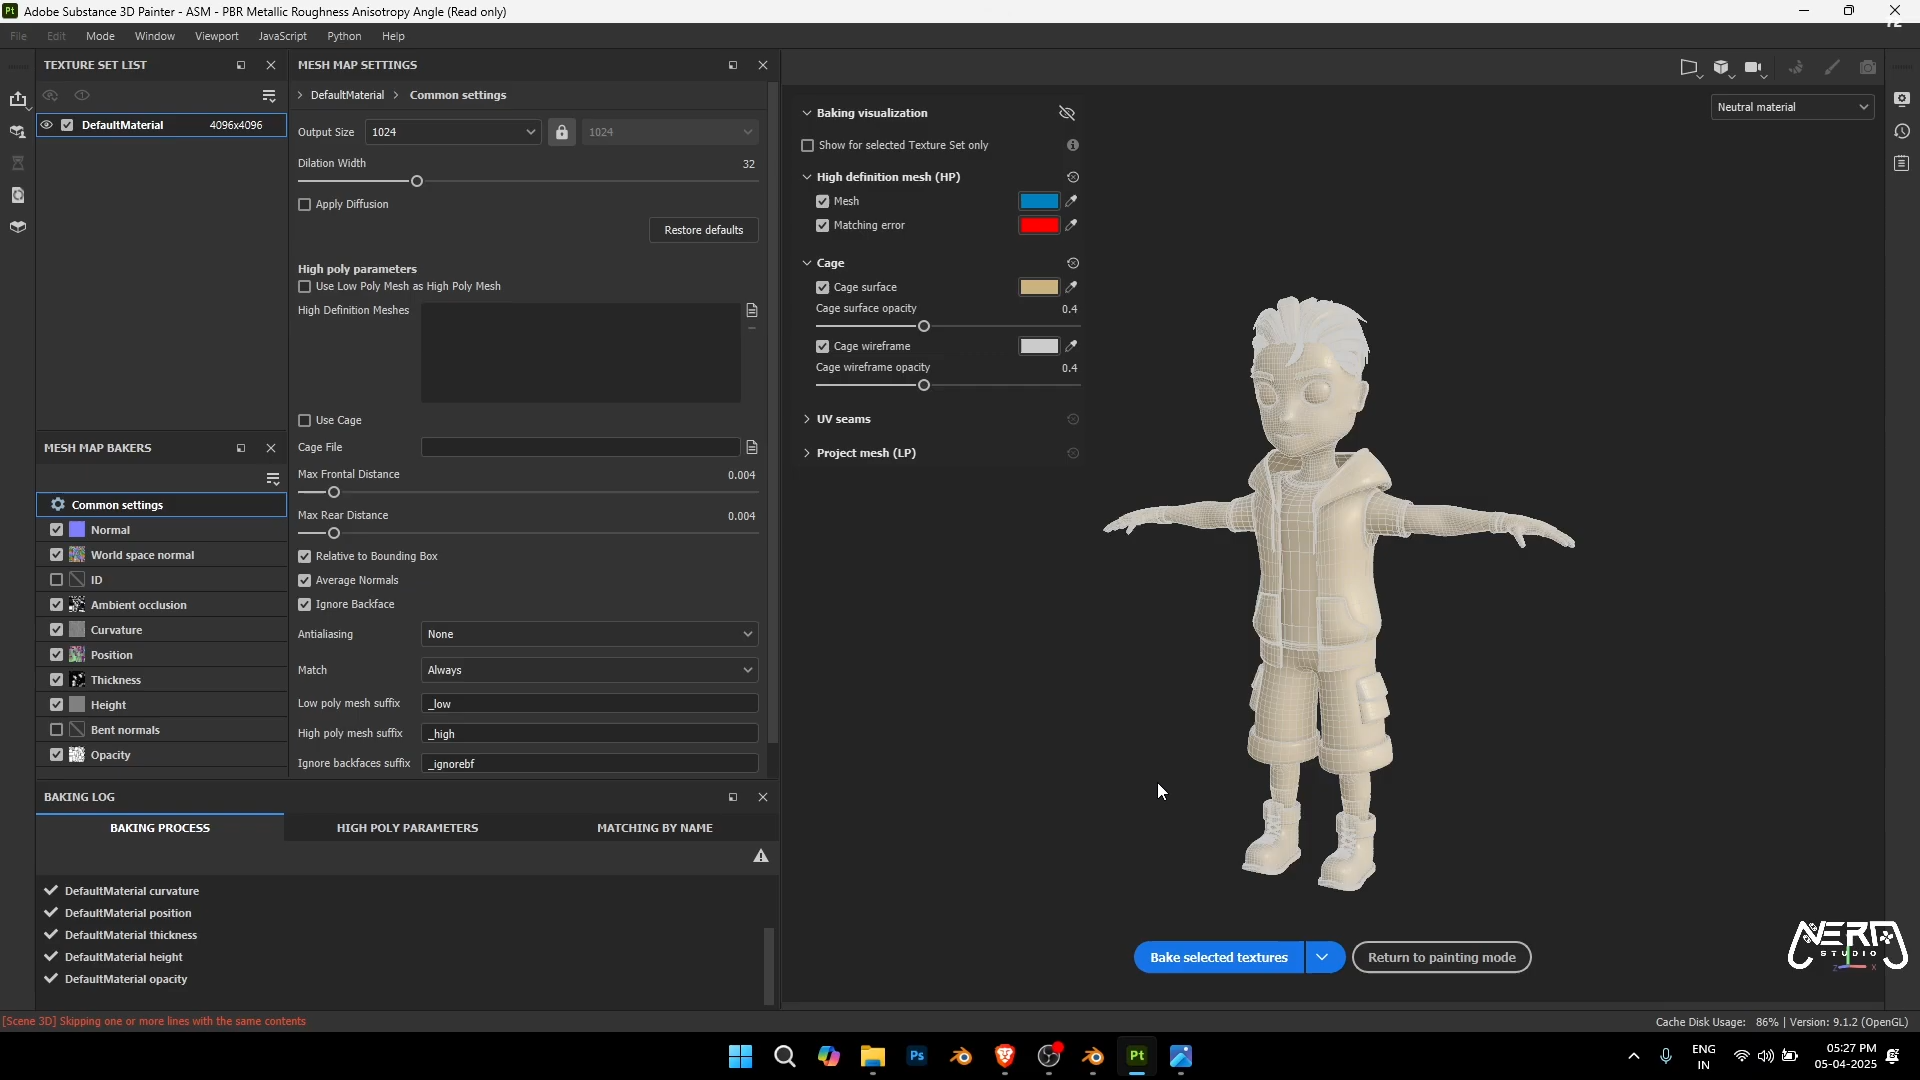 Adobe Substance 3D Painter - ASM - PBR Metallic Roughness Anisotropy Angle (Read only)
File Edit Mode Window Viewport JavaScript Python Help
TEXTURE SET LIST
DefaultMaterial 4096x4096
MESH MAP BAKERS
Common settings
Normal
World space normal
ID
Ambient occlusion
Curvature
Position
Thickness
Height
Bent normals
Opacity
MESH MAP SETTINGS
DefaultMaterial > Common settings
Output Size 1024 1024
Dilation Width 32
Apply Diffusion
Restore defaults
High poly parameters
Use Low Poly Mesh as High Poly Mesh
High Definition Meshes
Use Cage
Cage File
Max Frontal Distance 0.004
Max Rear Distance 0.004
Relative to Bounding Box
Average Normals
Ignore Backface
Antialiasing None
Match Always
Low poly mesh suffix _low
High poly mesh suffix _high
Ignore backfaces suffix _ignorebf
BAKING LOG
BAKING PROCESS HIGH POLY PARAMETERS MATCHING BY NAME
DefaultMaterial curvature
DefaultMaterial position
DefaultMaterial thickness
DefaultMaterial height
DefaultMaterial opacity
Baking visualization
Show for selected Texture Set only
High definition mesh (HP)
Mesh
Matching error
Cage
Cage surface
Cage surface opacity 0.4
Cage wireframe
Cage wireframe opacity 0.4
UV seams
Project mesh (LP)
Neutral material
Bake selected textures
Return to painting mode
NERD
STUDIO
Z X
[Scene 3D] Skipping one or more lines with the same contents
Cache Disk Usage: 86% | Version: 9.1.2 (OpenGL)
Ps
Pt
ENG
IN
05:27 PM
05-04-2025